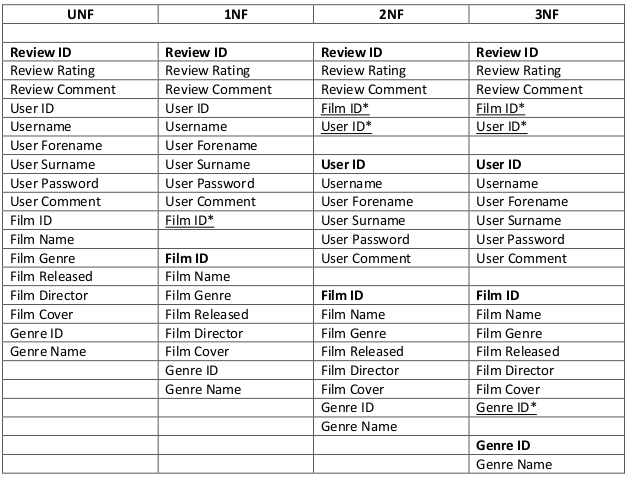 UNF 1NF 2NF 3NF
Review ID Review ID Review ID Review ID
Review Rating Review Rating Review Rating Review Rating
Review Comment Review Comment Review Comment Review Comment
User ID User ID Film ID* Film ID*
Username Username User ID* User ID*
User Forename User Forename
User Surname User Surname User ID User ID
User Password User Password Username Username
User Comment User Comment User Forename User Forename
Film ID Film ID* User Surname User Surname
Film Name User Password User Password
Film Genre Film ID User Comment User Comment
Film Released Film Name
Film Director Film Genre Film ID Film ID
Film Cover Film Released Film Name Film Name
Genre ID Film Director Film Genre Film Genre
Genre Name Film Cover Film Released Film Released
Genre ID Film Director Film Director
Genre Name Film Cover Film Cover
Genre ID Genre ID*
Genre Name
Genre ID
Genre Name